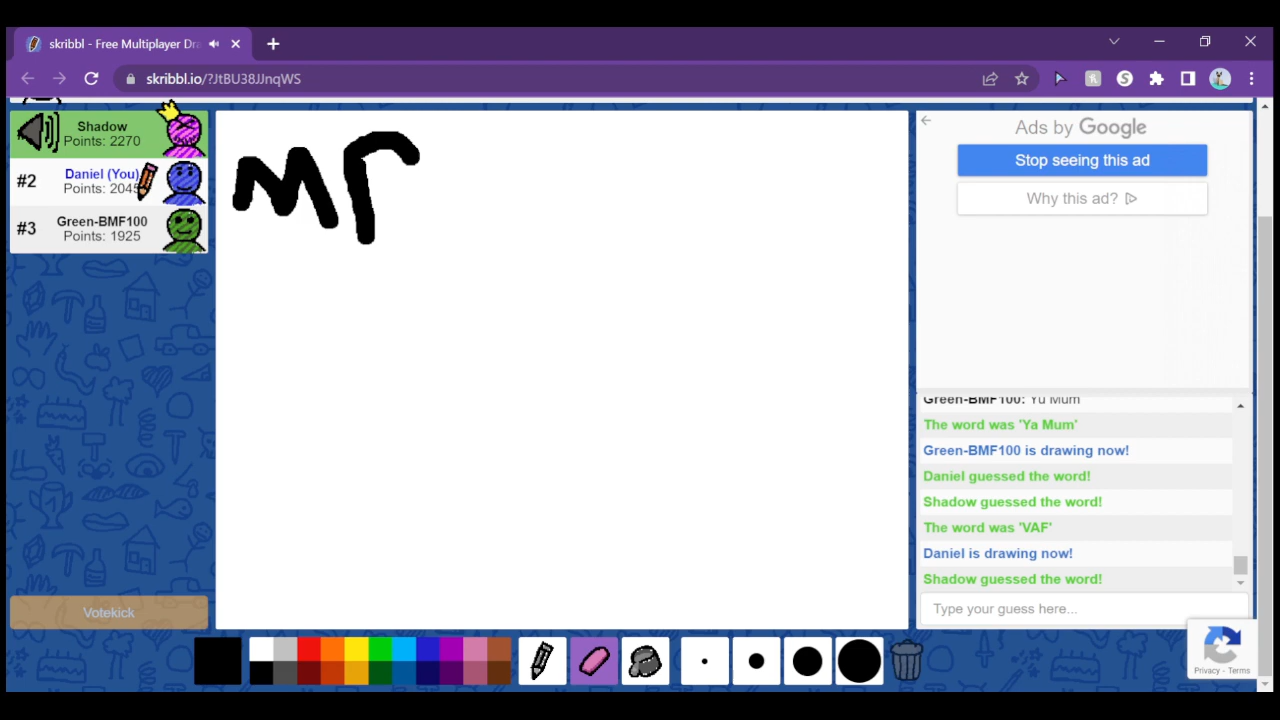 skribbl - Free Multiplayer Dra
skribbl.io/?JtBU38JJnqWS
Shadow
Points: 2270
#2
Daniel (You)
Points: 2045
#3
Green-BMF100
Points: 1925
Mr
Ads by Google
Stop seeing this ad
Why this ad?
Green-BMF100: Yu Mum
The word was 'Ya Mum'
Green-BMF100 is drawing now!
Daniel guessed the word!
Shadow guessed the word!
The word was 'VAF'
Daniel is drawing now!
Shadow guessed the word!
Type your guess here...
Votekick
Privacy - Terms